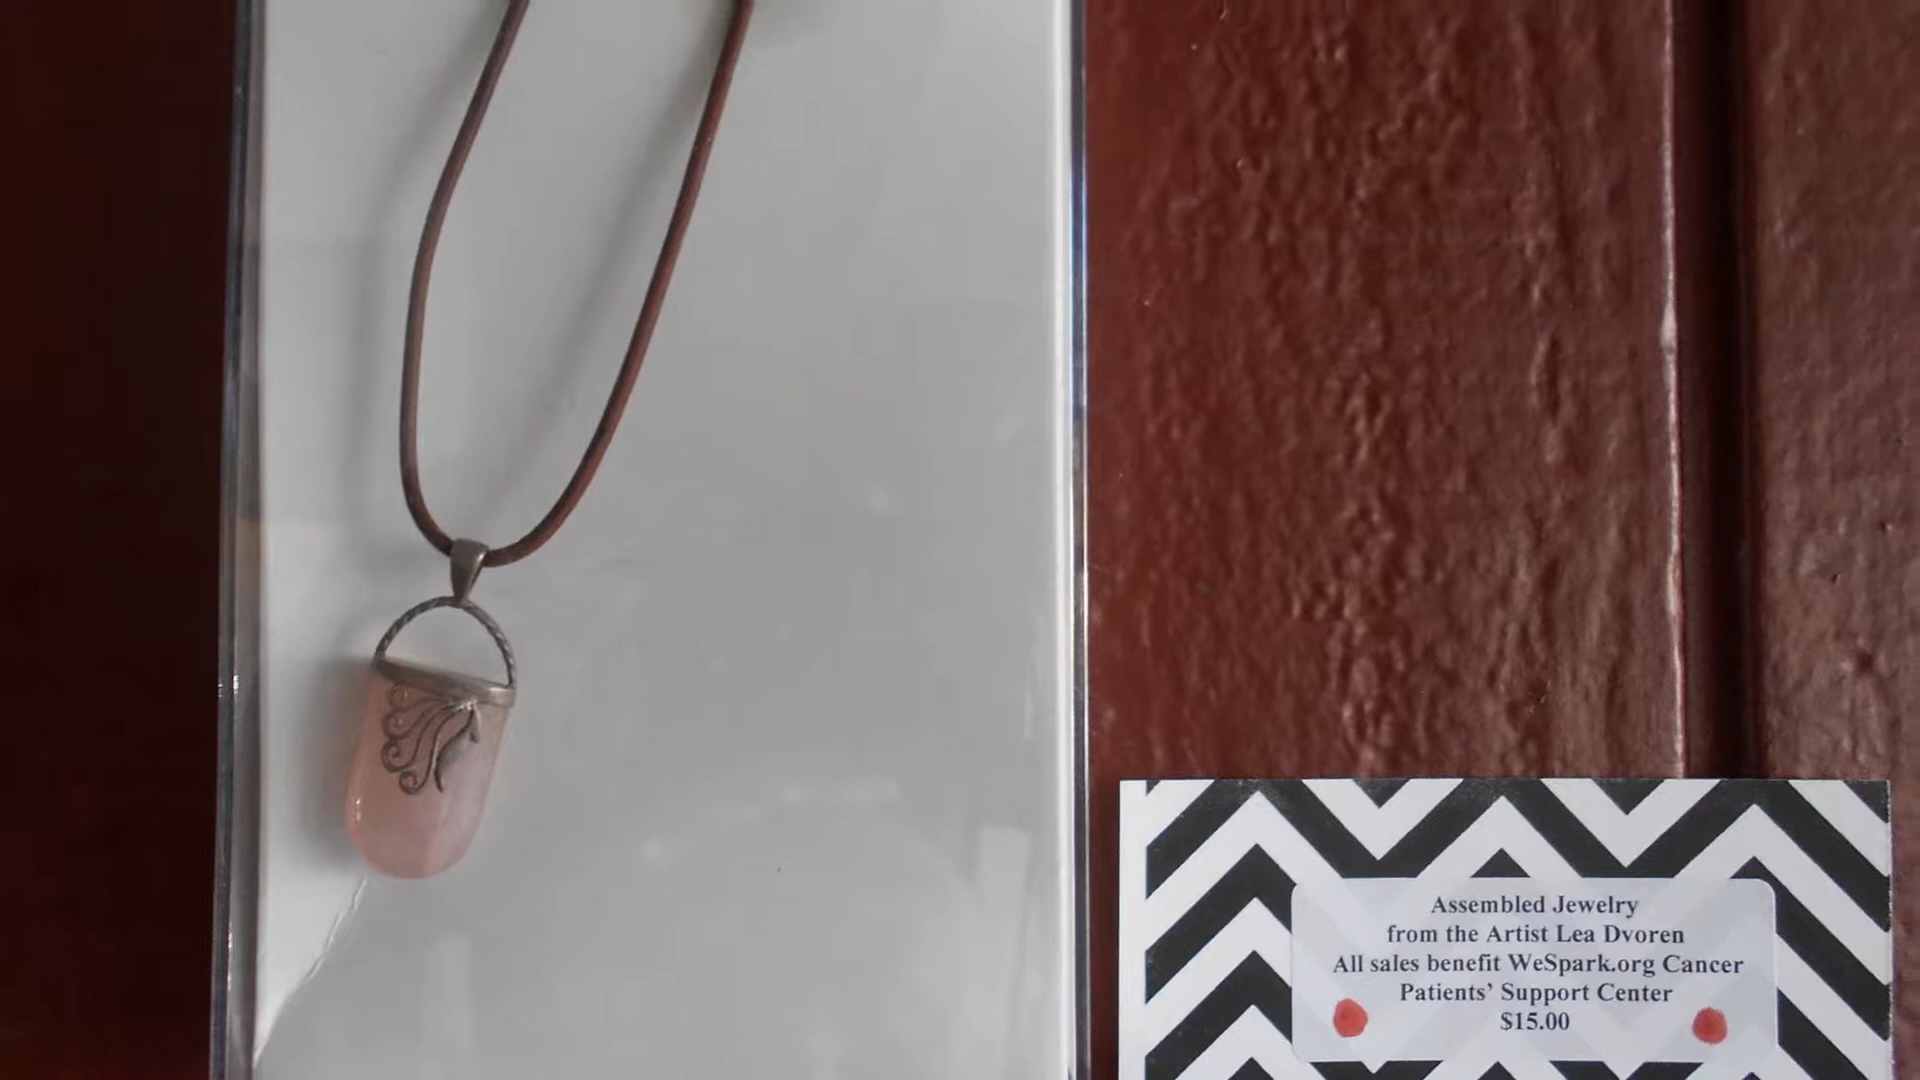 Assembled Jewelry
from the Artist Lea Dvoren
All sales benefit WeSpark.org Cancer
Patients’ Support Center
$15.00